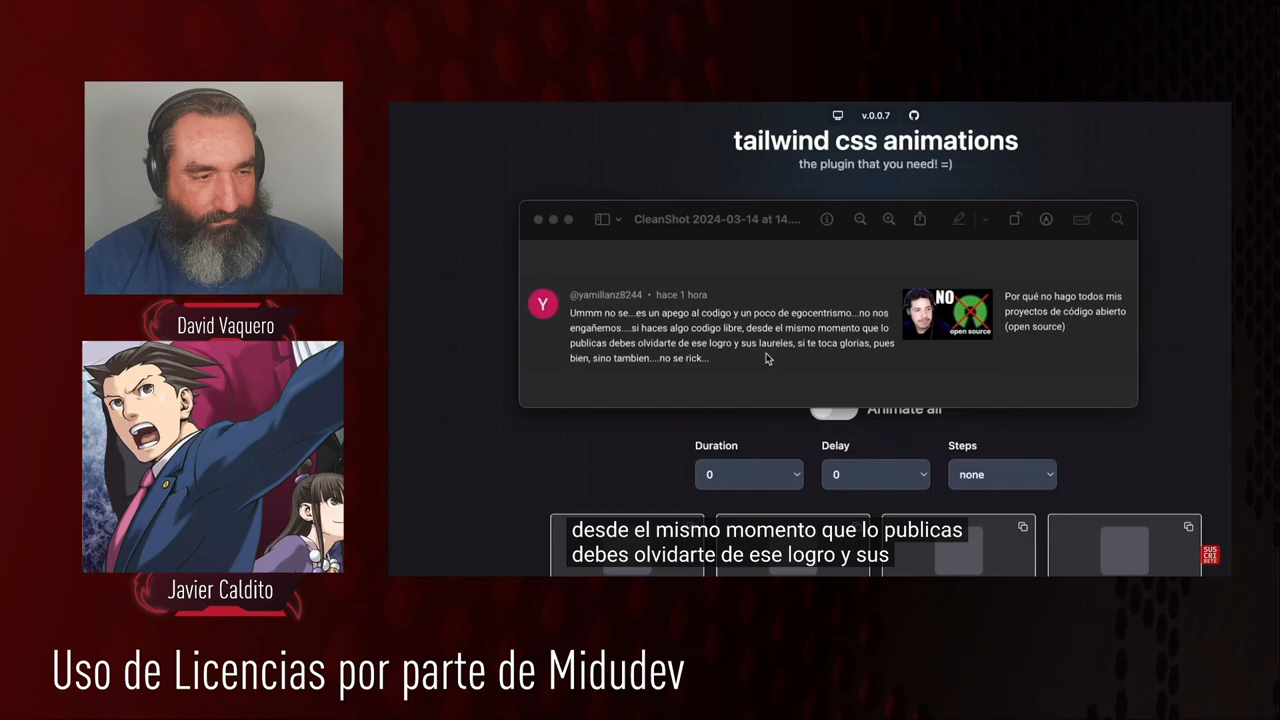 v.0.0.7
tailwind css animations
the plugin that you need! =)
CleanShot 2024-03-14 at 14....
Y
@yamillanz8244 • hace 1 hora
Ummm no se...es un apego al codigo y un poco de egocentrismo...no nos
engañemos....si haces algo codigo libre, desde el mismo momento que lo
publicas debes olvidarte de ese logro y sus laureles, si te toca glorias, pues
bien, sino tambien....no se rick...
NO
open source
Por qué no hago todos mis
proyectos de código abierto
(open source)
Animate all
Duration
Delay
Steps
0
0
none
desde el mismo momento que lo publicas
debes olvidarte de ese logro y sus
SUS
CRI
BETE
David Vaquero
Javier Caldito
Uso de Licencias por parte de Midudev